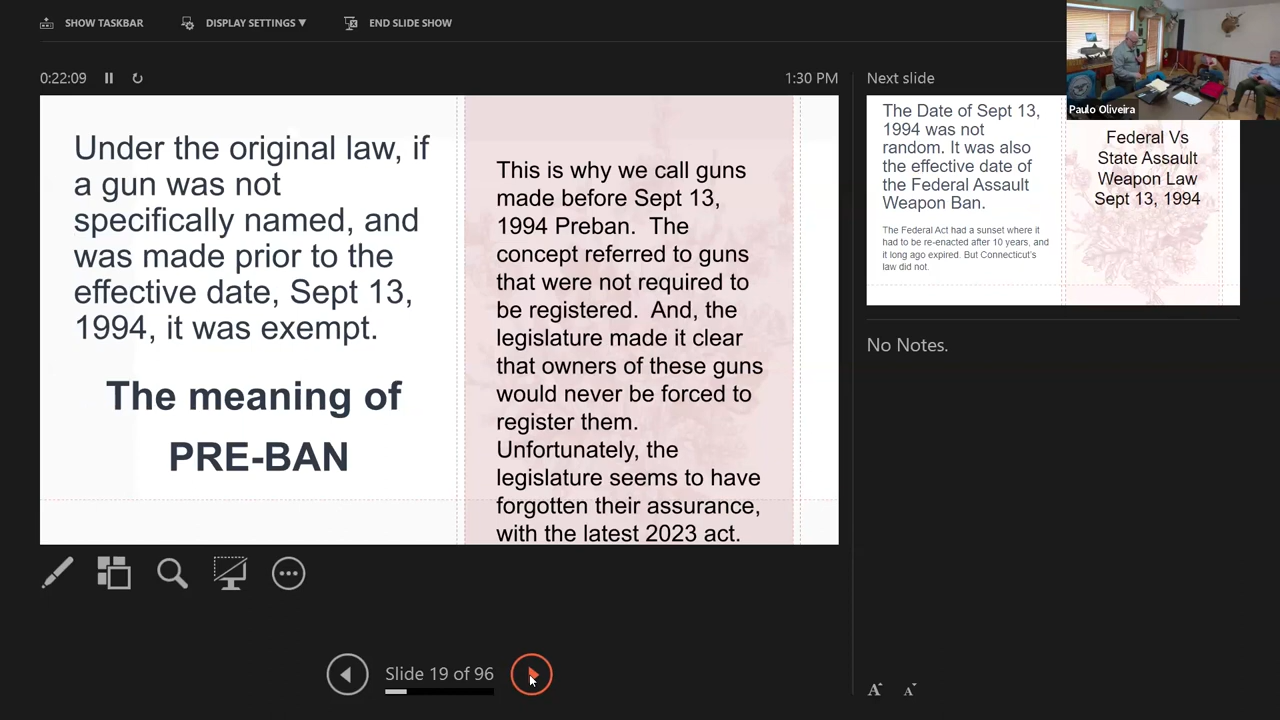 SHOW TASKBAR
DISPLAY SETTINGS ▼
END SLIDE SHOW
0:22:09
1:30 PM
Under the original law, if
a gun was not
specifically named, and
was made prior to the
effective date, Sept 13,
1994, it was exempt.
The meaning of
PRE-BAN
This is why we call guns
made before Sept 13,
1994 Preban.  The
concept referred to guns
that were not required to
be registered.  And, the
legislature made it clear
that owners of these guns
would never be forced to
register them.
Unfortunately, the
legislature seems to have
forgotten their assurance,
with the latest 2023 act.
Slide 19 of 96
Next slide
Paulo Oliveira
The Date of Sept 13,
1994 was not
random. It was also
the effective date of
the Federal Assault
Weapon Ban.
The Federal Act had a sunset where it
had to be re-enacted after 10 years, and
it long ago expired. But Connecticut's
law did not.
Federal Vs
State Assault
Weapon Law
Sept 13, 1994
No Notes.
A A